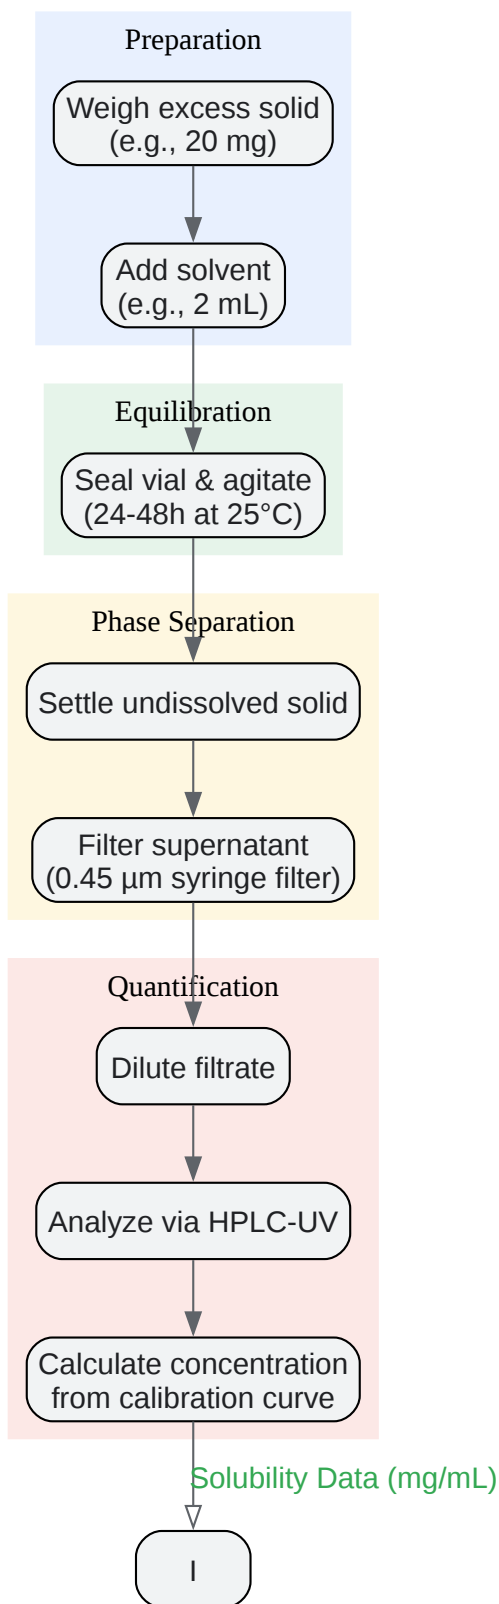 Preparation
Weigh excess solid
(e.g., 20 mg)
Add solvent
(e.g., 2 mL)
Equilibration
Seal vial & agitate
(24-48h at 25°C)
Phase Separation
Settle undissolved solid
Filter supernatant
(0.45 µm syringe filter)
Quantification
Dilute filtrate
Analyze via HPLC-UV
Calculate concentration
from calibration curve
Solubility Data (mg/mL)
I